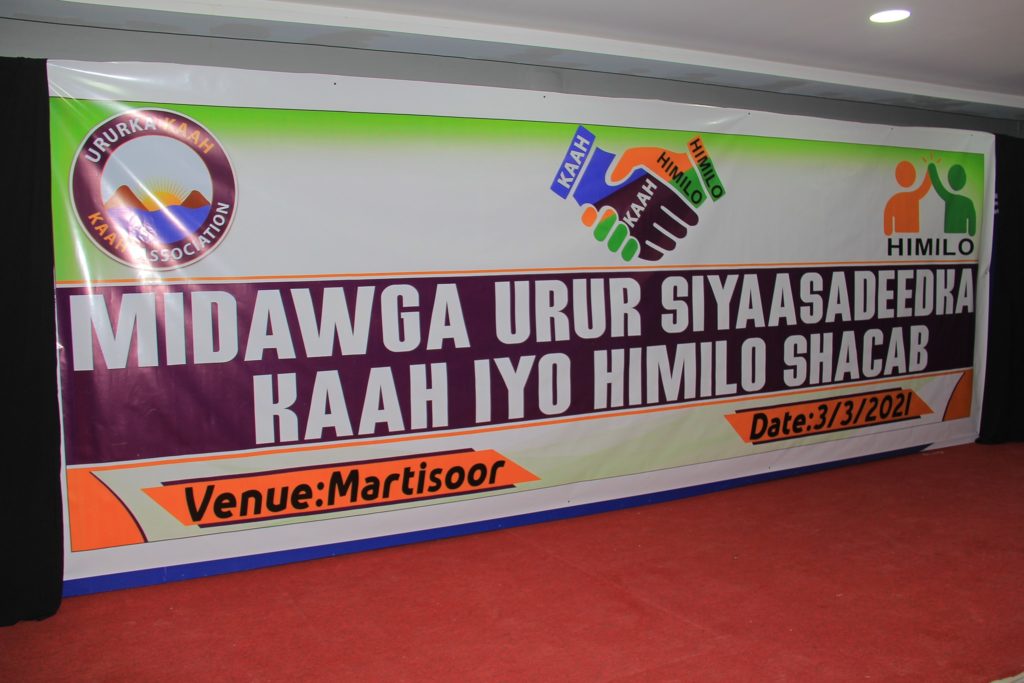 URURKA KAAH
KAAH ASSOCIATION
KAAH
HIMILO
HIMILO
KAAH
HIMILO
HIMILO
MIDAWGA URUR SIYAASADEEDKA
KAAH IYO HIMILO SHACAB
Venue:Martisoor
Date:3/3/2021